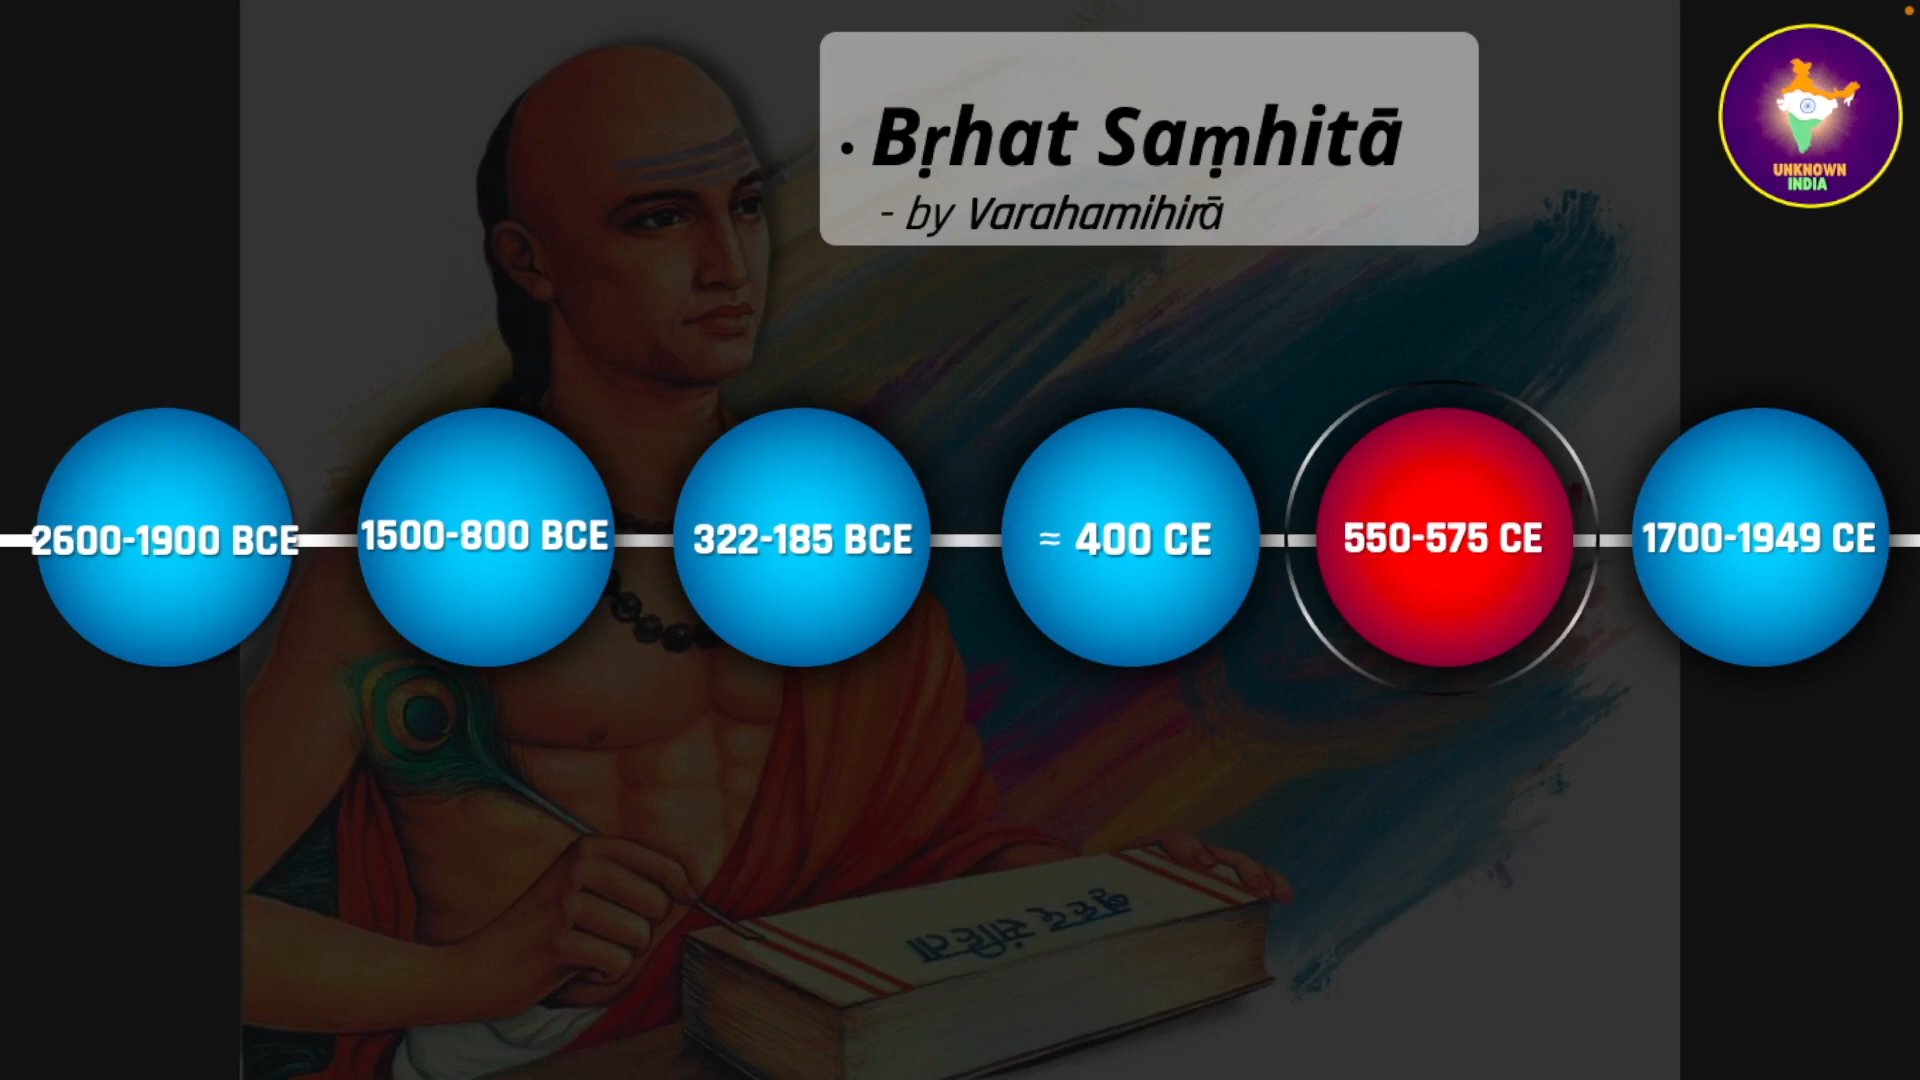 • Bṛhat Saṃhitā
- by Varahamihirā
UNKNOWN
INDIA
2600-1900 BCE
1500-800 BCE
322-185 BCE
≈ 400 CE
550-575 CE
1700-1949 CE